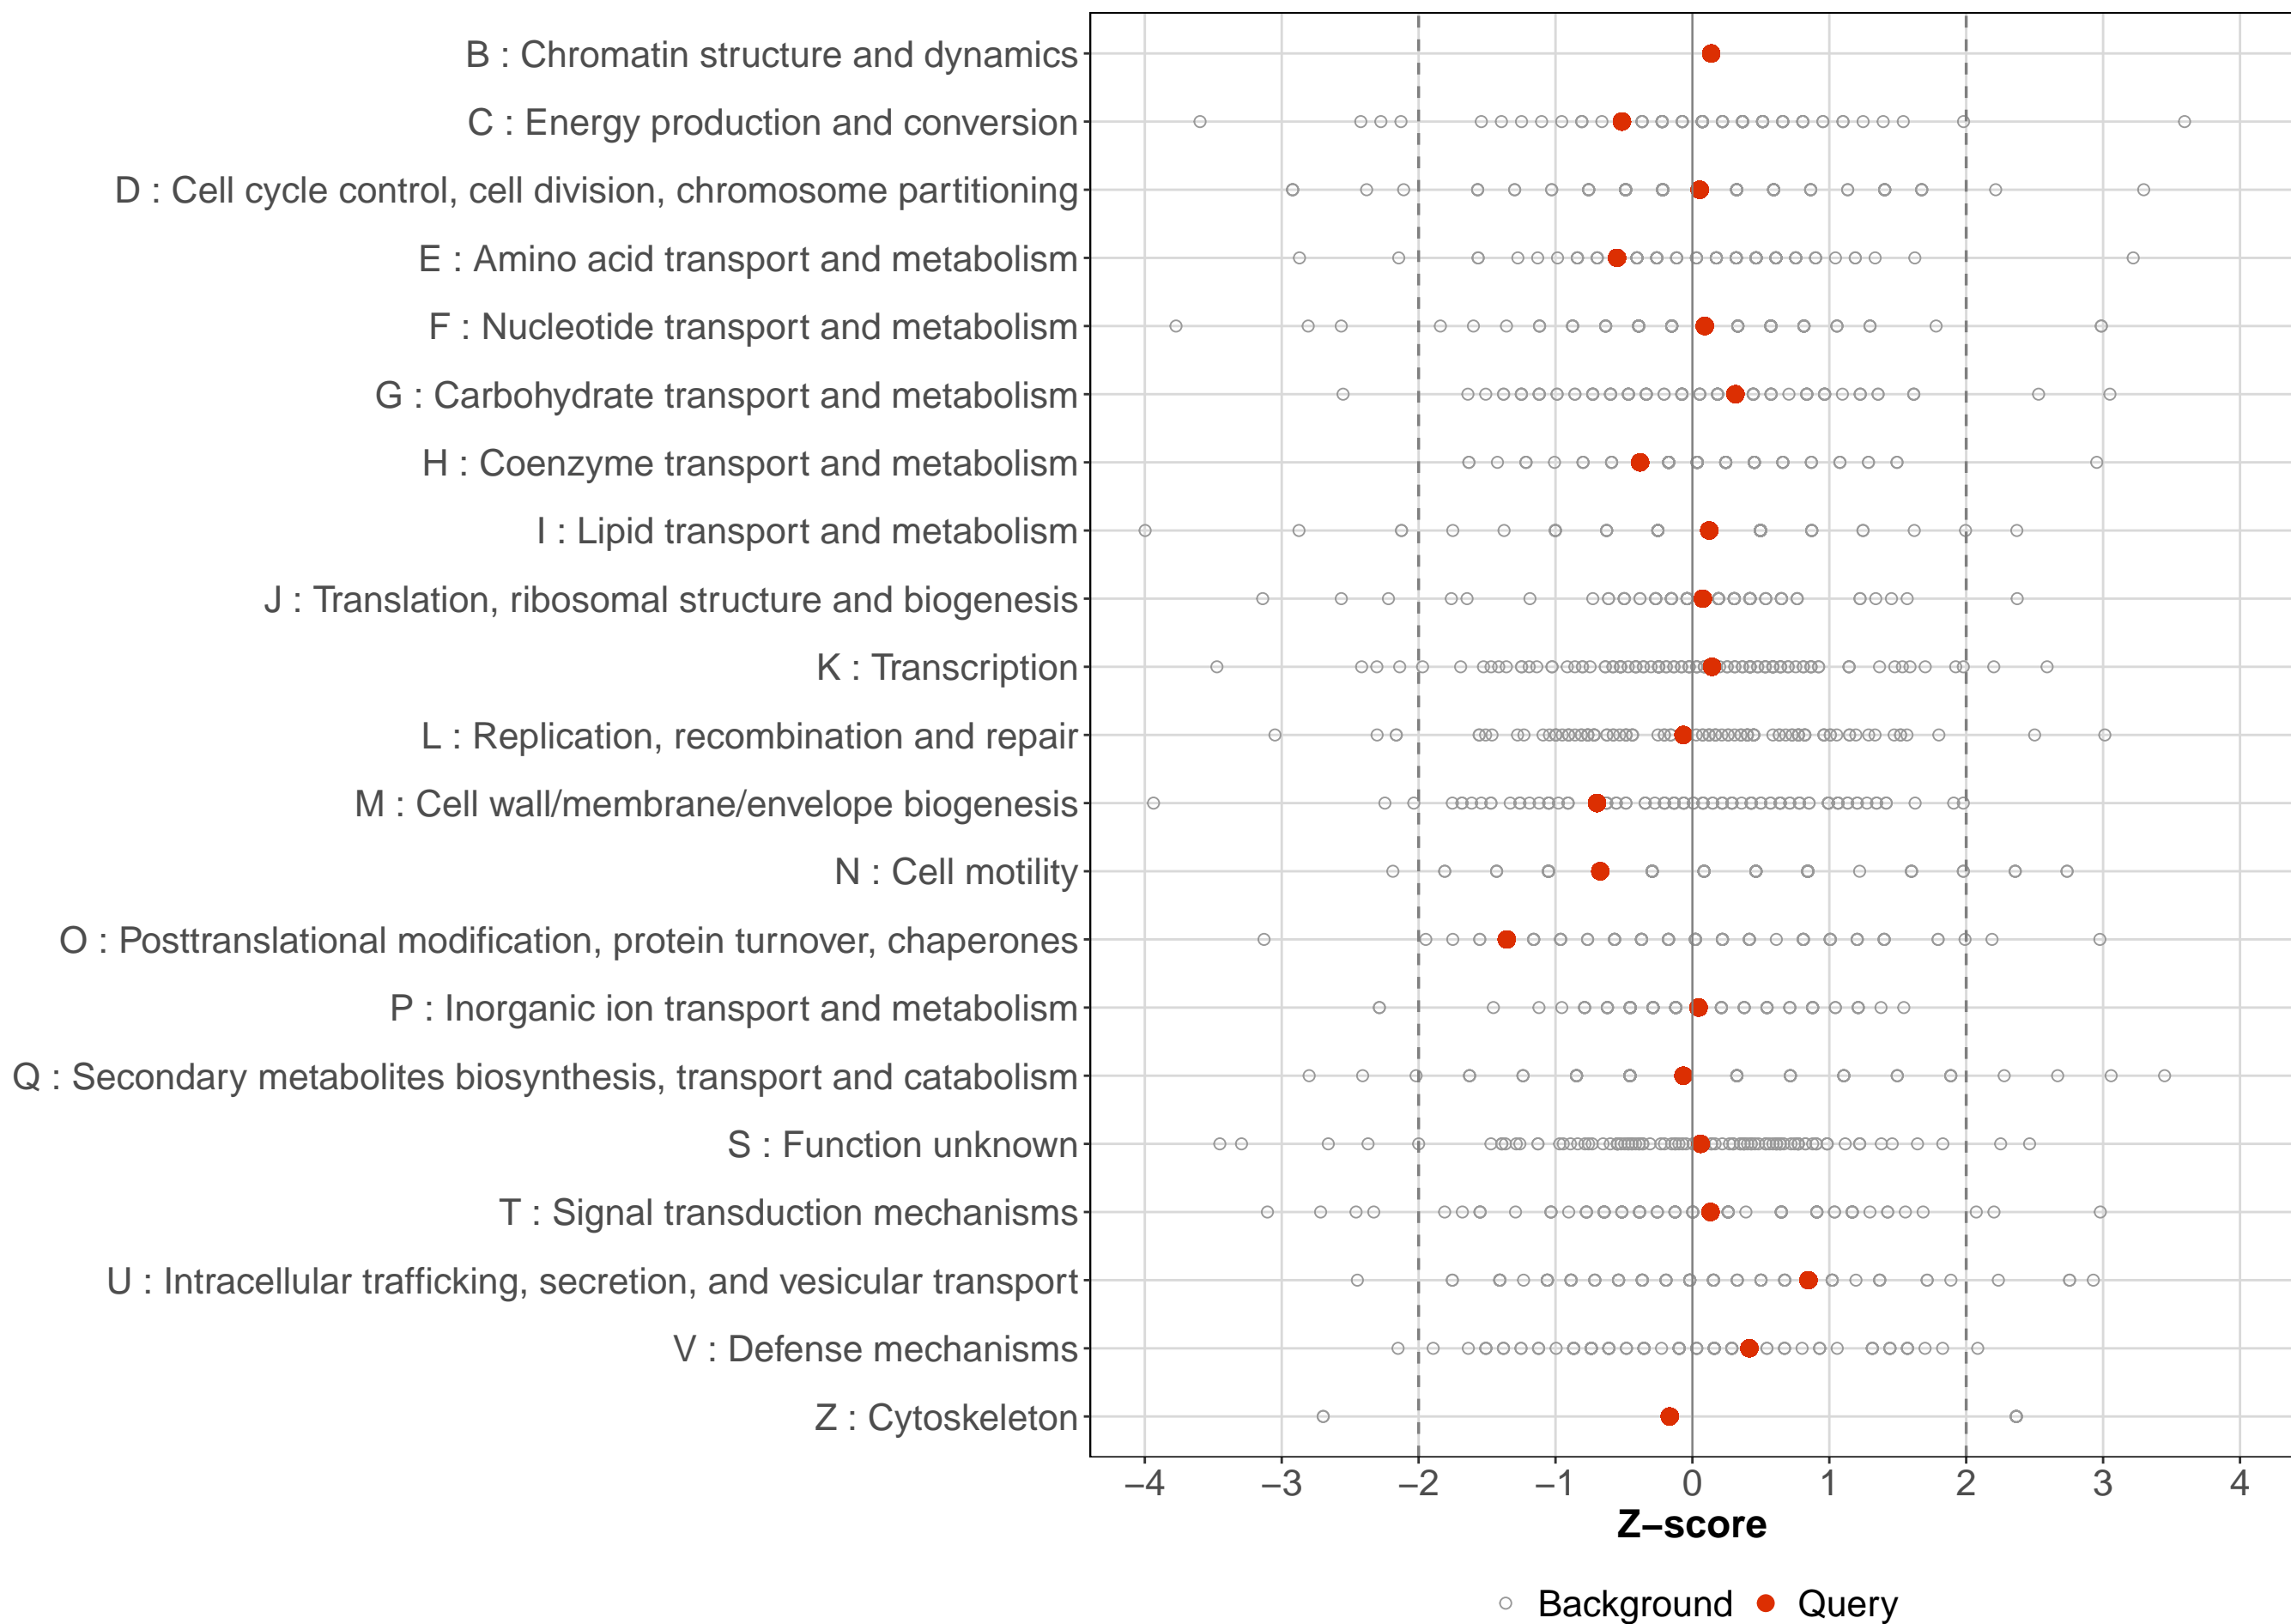 B : Chromatin structure and dynamics
C : Energy production and conversion
D : Cell cycle control, cell division, chromosome partitioning
E : Amino acid transport and metabolism
F : Nucleotide transport and metabolism
G : Carbohydrate transport and metabolism
H : Coenzyme transport and metabolism
I : Lipid transport and metabolism
J : Translation, ribosomal structure and biogenesis
K : Transcription
L : Replication, recombination and repair
M : Cell wall/membrane/envelope biogenesis
N : Cell motility
O : Posttranslational modification, protein turnover, chaperones
P : Inorganic ion transport and metabolism
Q : Secondary metabolites biosynthesis, transport and catabolism
S : Function unknown
T : Signal transduction mechanisms
U : Intracellular trafficking, secretion, and vesicular transport
V : Defense mechanisms
Z : Cytoskeleton
−4 −3 −2 −1 0 1 2 3 4
Z−score
Background Query